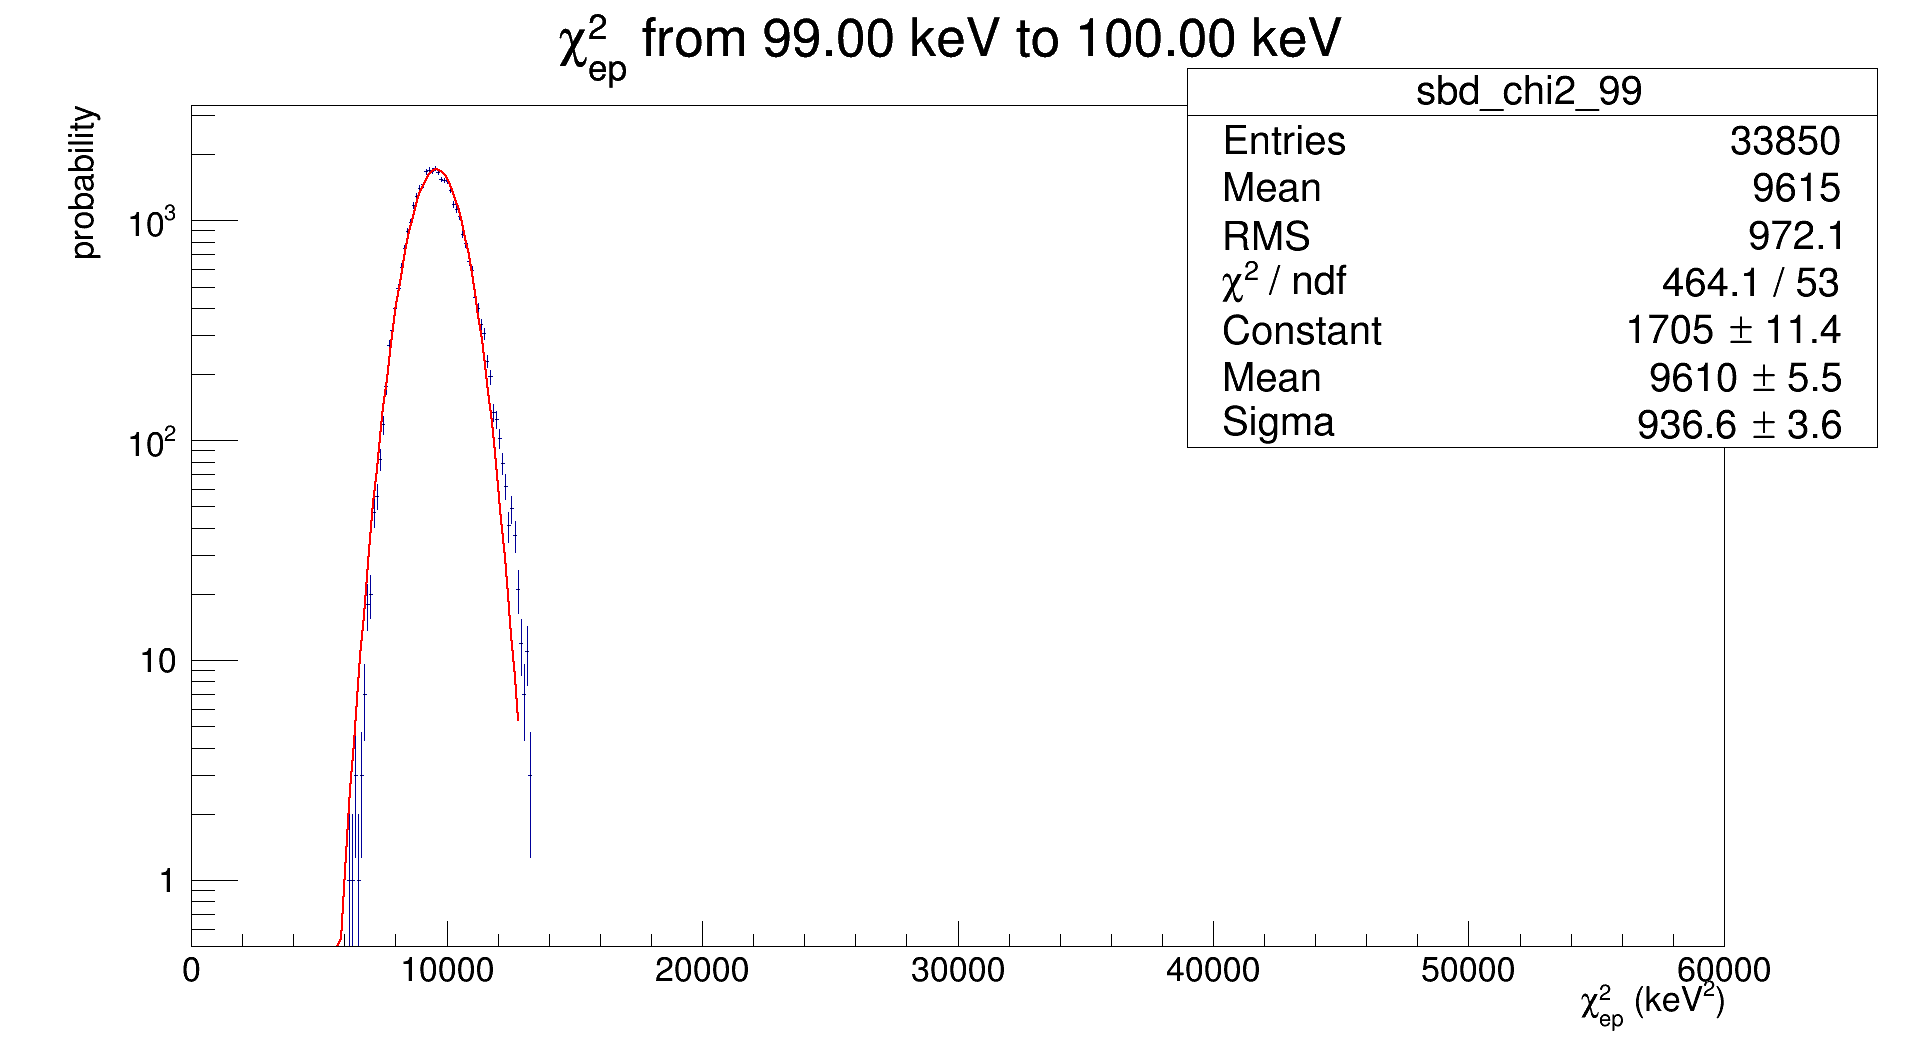 χ²ep from 99.00 keV to 100.00 keV
sbd_chi2_99
Entries 33850
Mean 9615
RMS 972.1
χ² / ndf 464.1 / 53
Constant 1705 ± 11.4
Mean 9610 ± 5.5
Sigma 936.6 ± 3.6
probability
10³
10²
10
1
0 10000 20000 30000 40000 50000 60000
χ²ep (keV²)